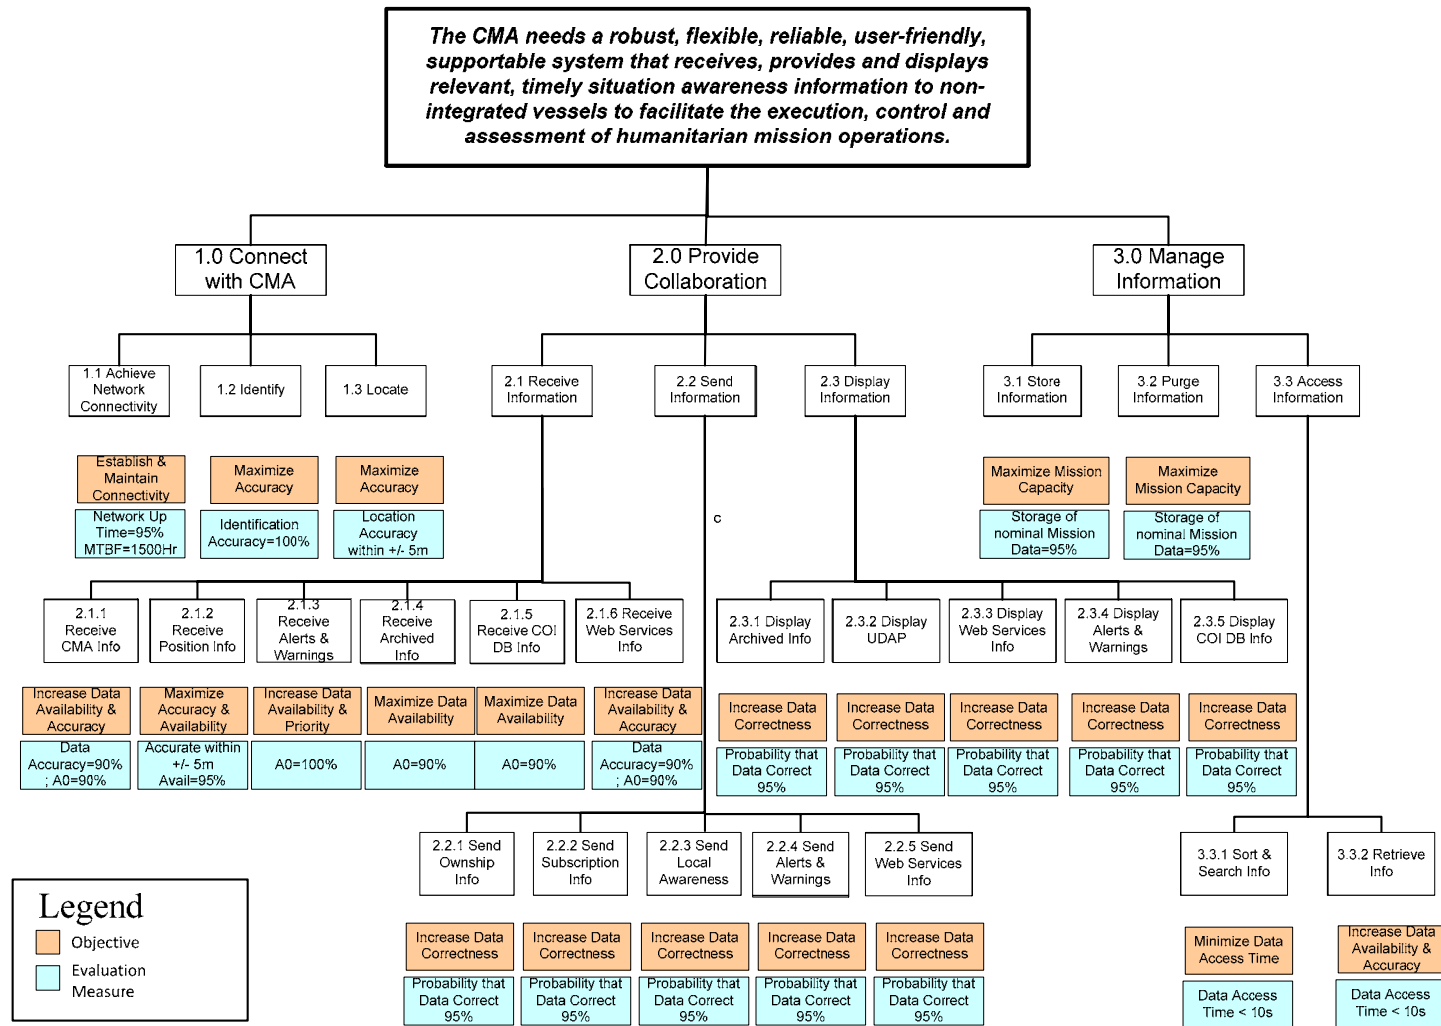 The CMA needs a robust, flexible, reliable, user-friendly,
supportable system that receives, provides and displays
relevant, timely situation awareness information to non-
integrated vessels to facilitate the execution, control and
assessment of humanitarian mission operations.
1.0 Connect
with CMA
2.0 Provide
Collaboration
3.0 Manage
Information
1.1 Achieve
Network
Connectivity
1.2 Identify
1.3 Locate
2.1 Receive
Information
2.2 Send
Information
2.3 Display
Information
3.1 Store
Information
3.2 Purge
Information
3.3 Access
Information
Establish &
Maintain
Connectivity
Maximize
Accuracy
Maximize
Accuracy
Maximize Mission
Capacity
Maximize
Mission Capacity
Network Up
Time=95%
MTBF=1500Hr
Identification
Accuracy=100%
Location
Accuracy
within +/- 5m
c
Storage of
nominal Mission
Data=95%
Storage of
nominal Mission
Data=95%
2.1.1
Receive
CMA Info
2.1.2
Receive
Position Info
2.1.3
Receive
Alerts &
Warnings
2.1.4
Receive
Archived
Info
2.1.5
Receive COI
DB Info
2.1.6 Receive
Web Services
Info
2.3.1 Display
Archived Info
2.3.2 Display
UDAP
2.3.3 Display
Web Services
Info
2.3.4 Display
Alerts &
Warnings
2.3.5 Display
COI DB Info
Increase Data
Availability &
Accuracy
Maximize
Accuracy &
Availability
Increase Data
Availability &
Priority
Maximize Data
Availability
Maximize Data
Availability
Increase Data
Availability &
Accuracy
Increase Data
Correctness
Increase Data
Correctness
Increase Data
Correctness
Increase Data
Correctness
Increase Data
Correctness
Data
Accuracy=90%
; A0=90%
Accurate within
+/- 5m
Avail=95%
A0=100%
A0=90%
A0=90%
Data
Accuracy=90%
; A0=90%
Probability that
Data Correct
95%
Probability that
Data Correct
95%
Probability that
Data Correct
95%
Probability that
Data Correct
95%
Probability that
Data Correct
95%
2.2.1 Send
Ownship
Info
2.2.2 Send
Subscription
Info
2.2.3 Send
Local
Awareness
2.2.4 Send
Alerts &
Warnings
2.2.5 Send
Web Services
Info
3.3.1 Sort &
Search Info
3.3.2 Retrieve
Info
Increase Data
Correctness
Increase Data
Correctness
Increase Data
Correctness
Increase Data
Correctness
Increase Data
Correctness
Minimize Data
Access Time
Increase Data
Availability &
Accuracy
Probability that
Data Correct
95%
Probability that
Data Correct
95%
Probability that
Data Correct
95%
Probability that
Data Correct
95%
Probability that
Data Correct
95%
Data Access
Time < 10s
Data Access
Time < 10s
Legend
Objective
Evaluation
Measure